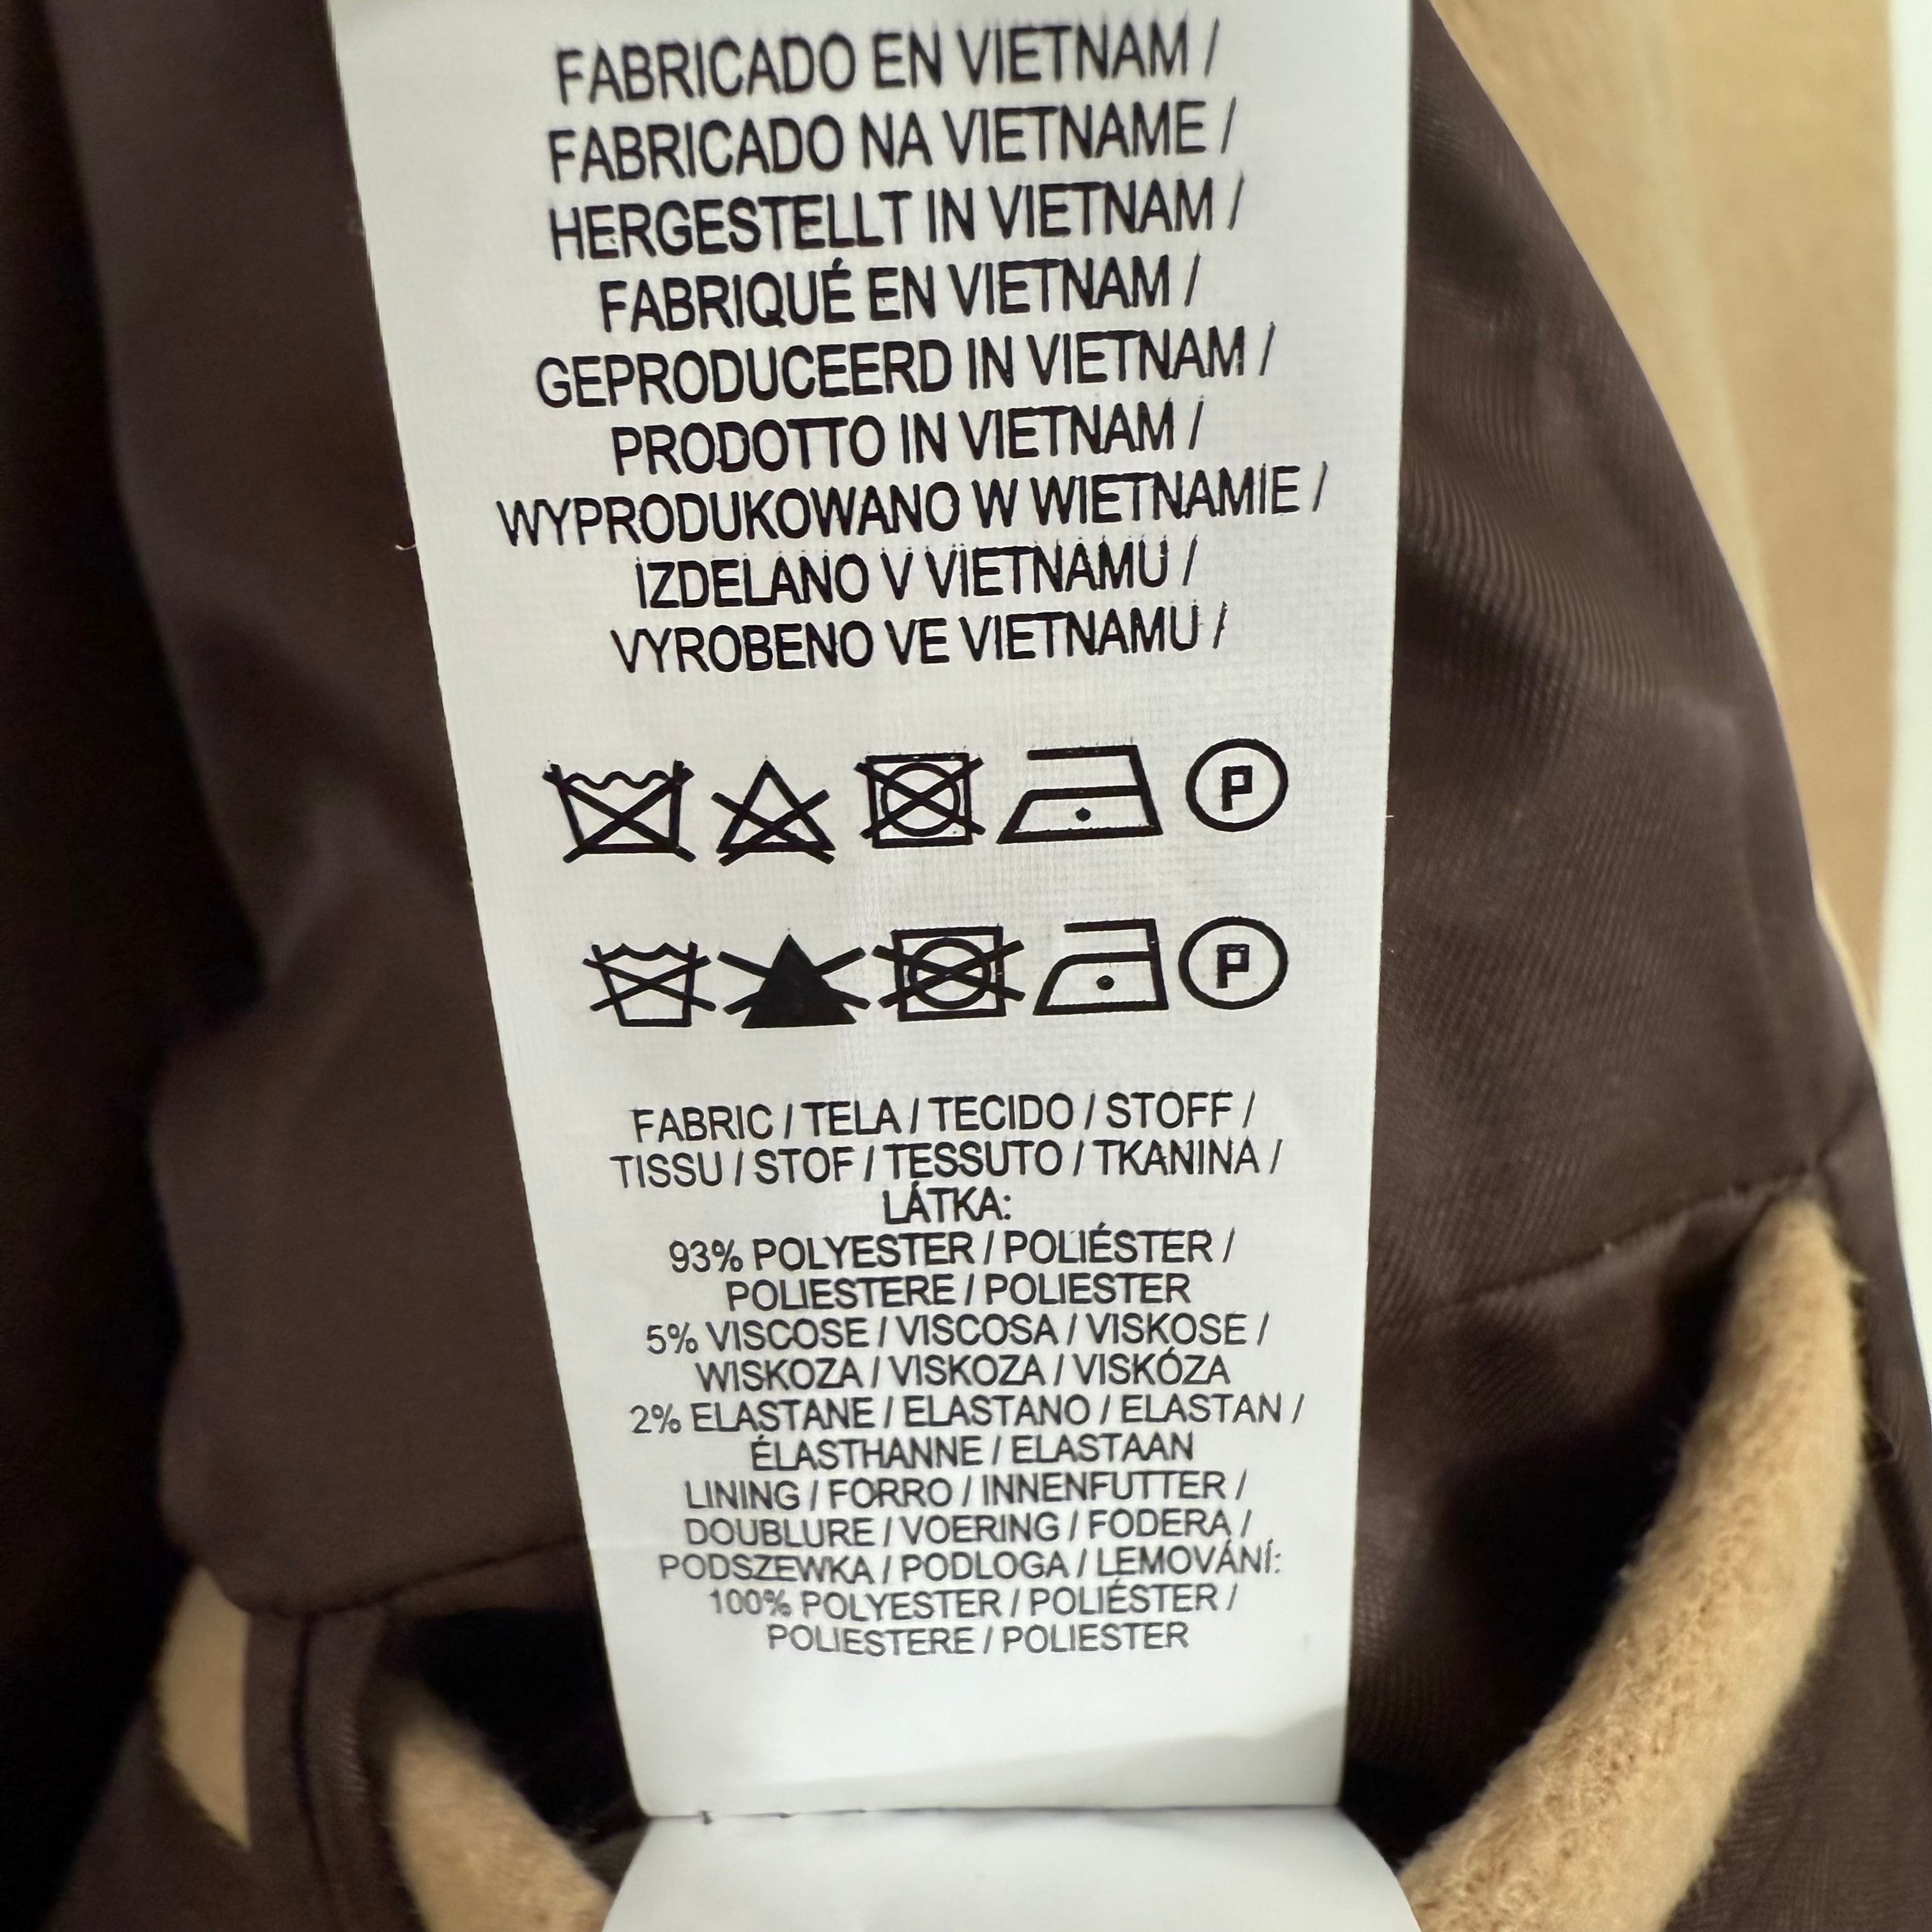 FABRICADO EN VIETNAM /
FABRICADO NA VIETNAME /
HERGESTELLT IN VIETNAM /
FABRIQUÉ EN VIETNAM /
GEPRODUCEERD IN VIETNAM /
PRODOTTO IN VIETNAM /
WYPRODUKOWANO W WIETNAMIE /
IZDELANO V VIETNAMU /
VYROBENO VE VIETNAMU /
P
P
FABRIC / TELA / TECIDO / STOFF /
TISSU / STOF / TESSUTO / TKANINA /
LÁTKA:
93% POLYESTER / POLIÉSTER /
POLIESTERE / POLIESTER
5% VISCOSE / VISCOSA / VISKOSE /
WISKOZA / VISKOZA / VISKÓZA
2% ELASTANE / ELASTANO / ELASTAN /
ÉLASTHANNE / ELASTAAN
LINING / FORRO / INNENFUTTER /
DOUBLURE / VOERING / FODERA /
PODSZEWKA / PODLOGA / LEMOVÁNÍ:
100% POLYESTER / POLIÉSTER /
POLIESTERE / POLIESTER